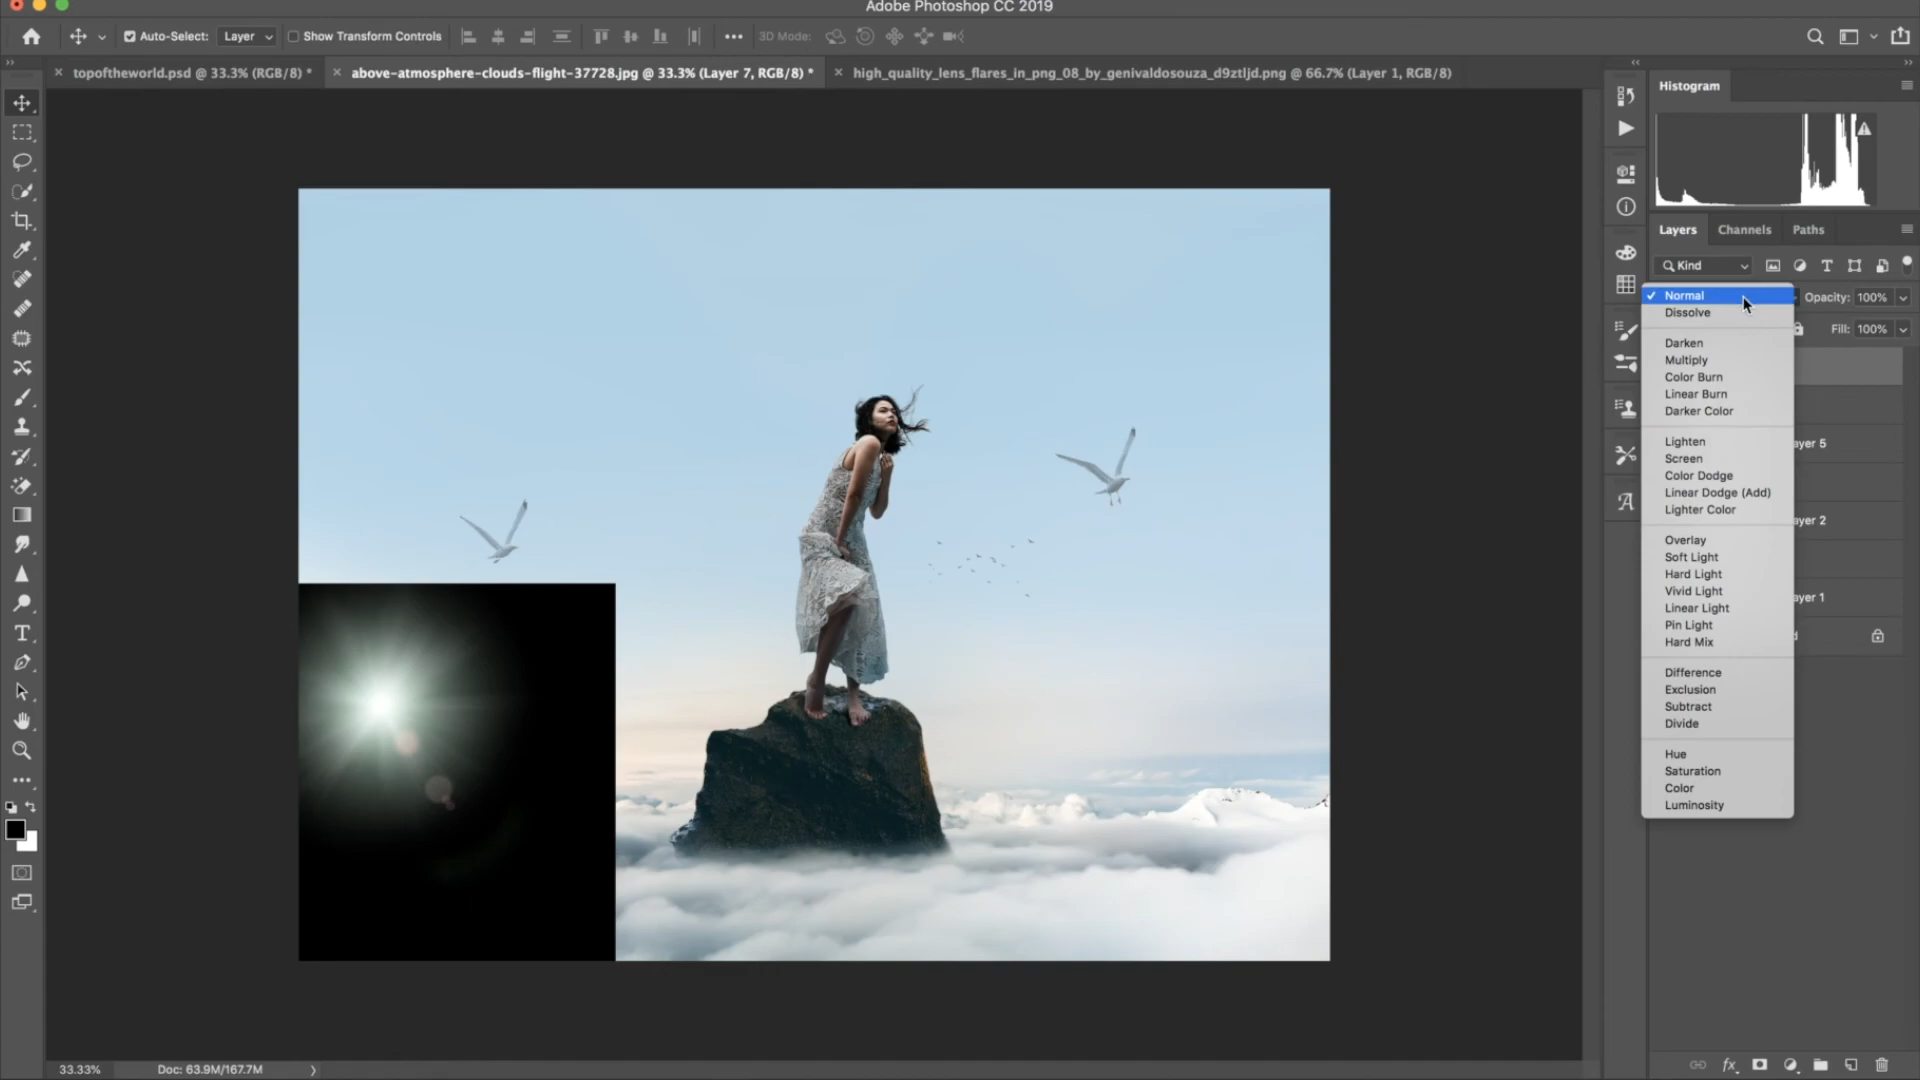 Adobe Photoshop CC 2019
Auto-Select: Layer Show Transform Controls 3D Mode:
topoftheworld.psd @ 33.3% (RGB/8) * above-atmosphere-clouds-flight-37728.jpg @ 33.3% (Layer 7, RGB/8) * high_quality_lens_flares_in_png_08_by_genivaldosouza_d9ztljd.png @ 66.7% (Layer 1, RGB/8)
Histogram
Layers Channels Paths
Kind
Normal Opacity: 100%
Dissolve
Fill: 100%
Darken
Multiply
Color Burn
Linear Burn
Darker Color
Lighten
ayer 5
Screen
Color Dodge
Linear Dodge (Add)
Lighter Color
ayer 2
Overlay
Soft Light
Hard Light
Vivid Light
ayer 1
Linear Light
Pin Light
Hard Mix
d
Difference
Exclusion
Subtract
Divide
Hue
Saturation
Color
Luminosity
33.33% Doc: 63.9M/167.7M
fx